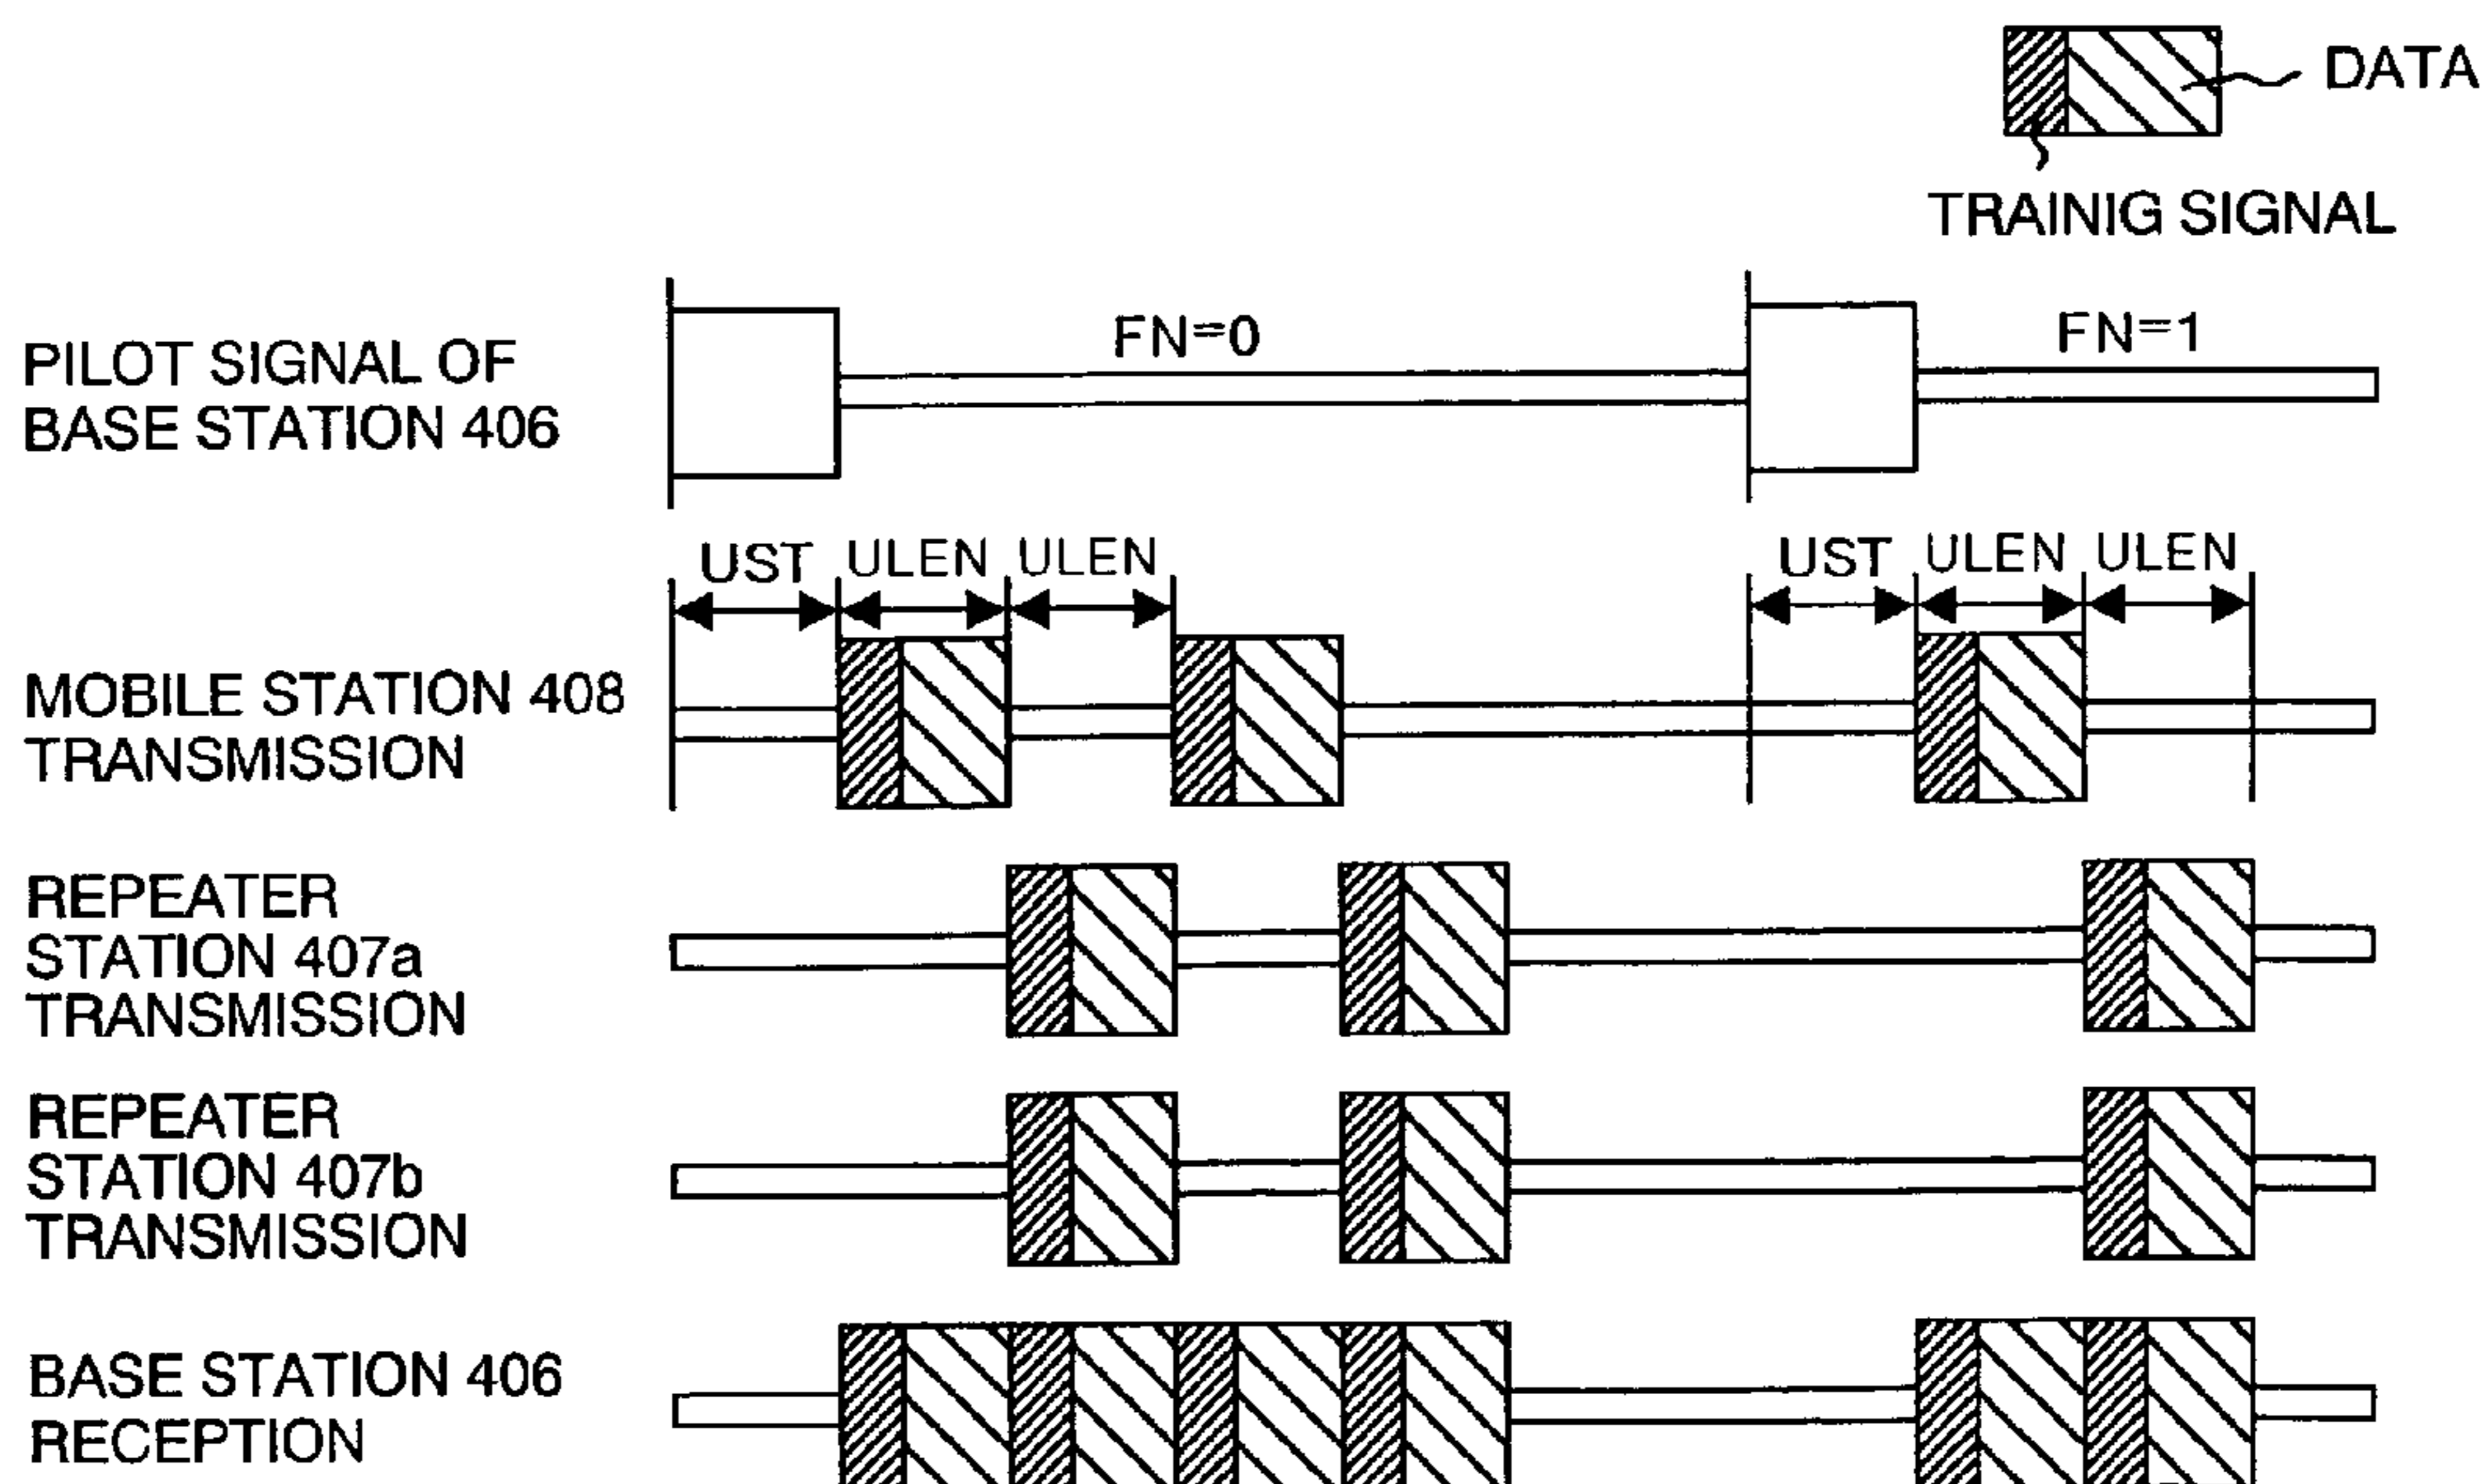 DATA
TRAINIG SIGNAL
PILOT SIGNAL OF
BASE STATION 406
FN=0
FN=1
UST ULEN ULEN
UST ULEN ULEN
MOBILE STATION 408
TRANSMISSION
REPEATER
STATION 407a
TRANSMISSION
REPEATER
STATION 407b
TRANSMISSION
BASE STATION 406
RECEPTION